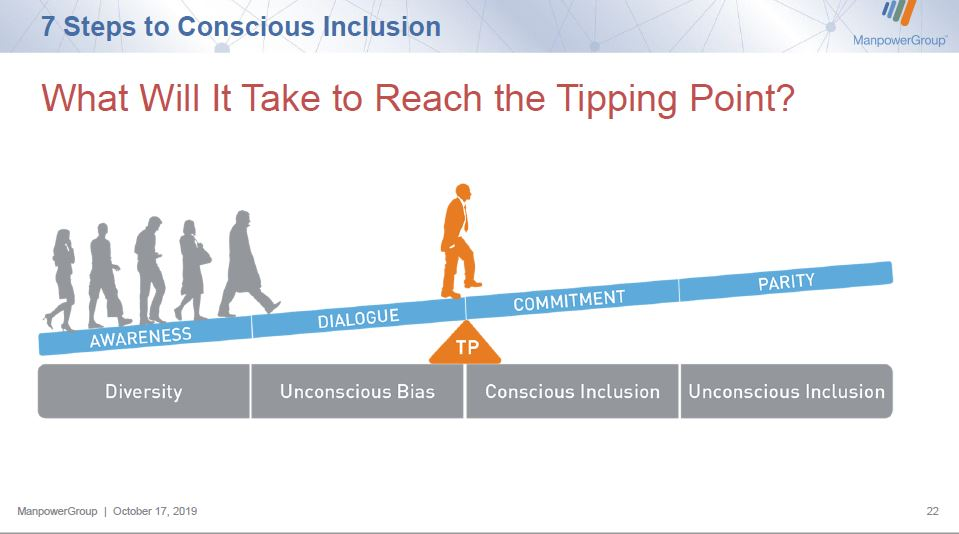 7 Steps to Conscious Inclusion
ManpowerGroup™
What Will It Take to Reach the Tipping Point?
AWARENESS
DIALOGUE
COMMITMENT
PARITY
TP
Diversity
Unconscious Bias
Conscious Inclusion
Unconscious Inclusion
ManpowerGroup | October 17, 2019
22